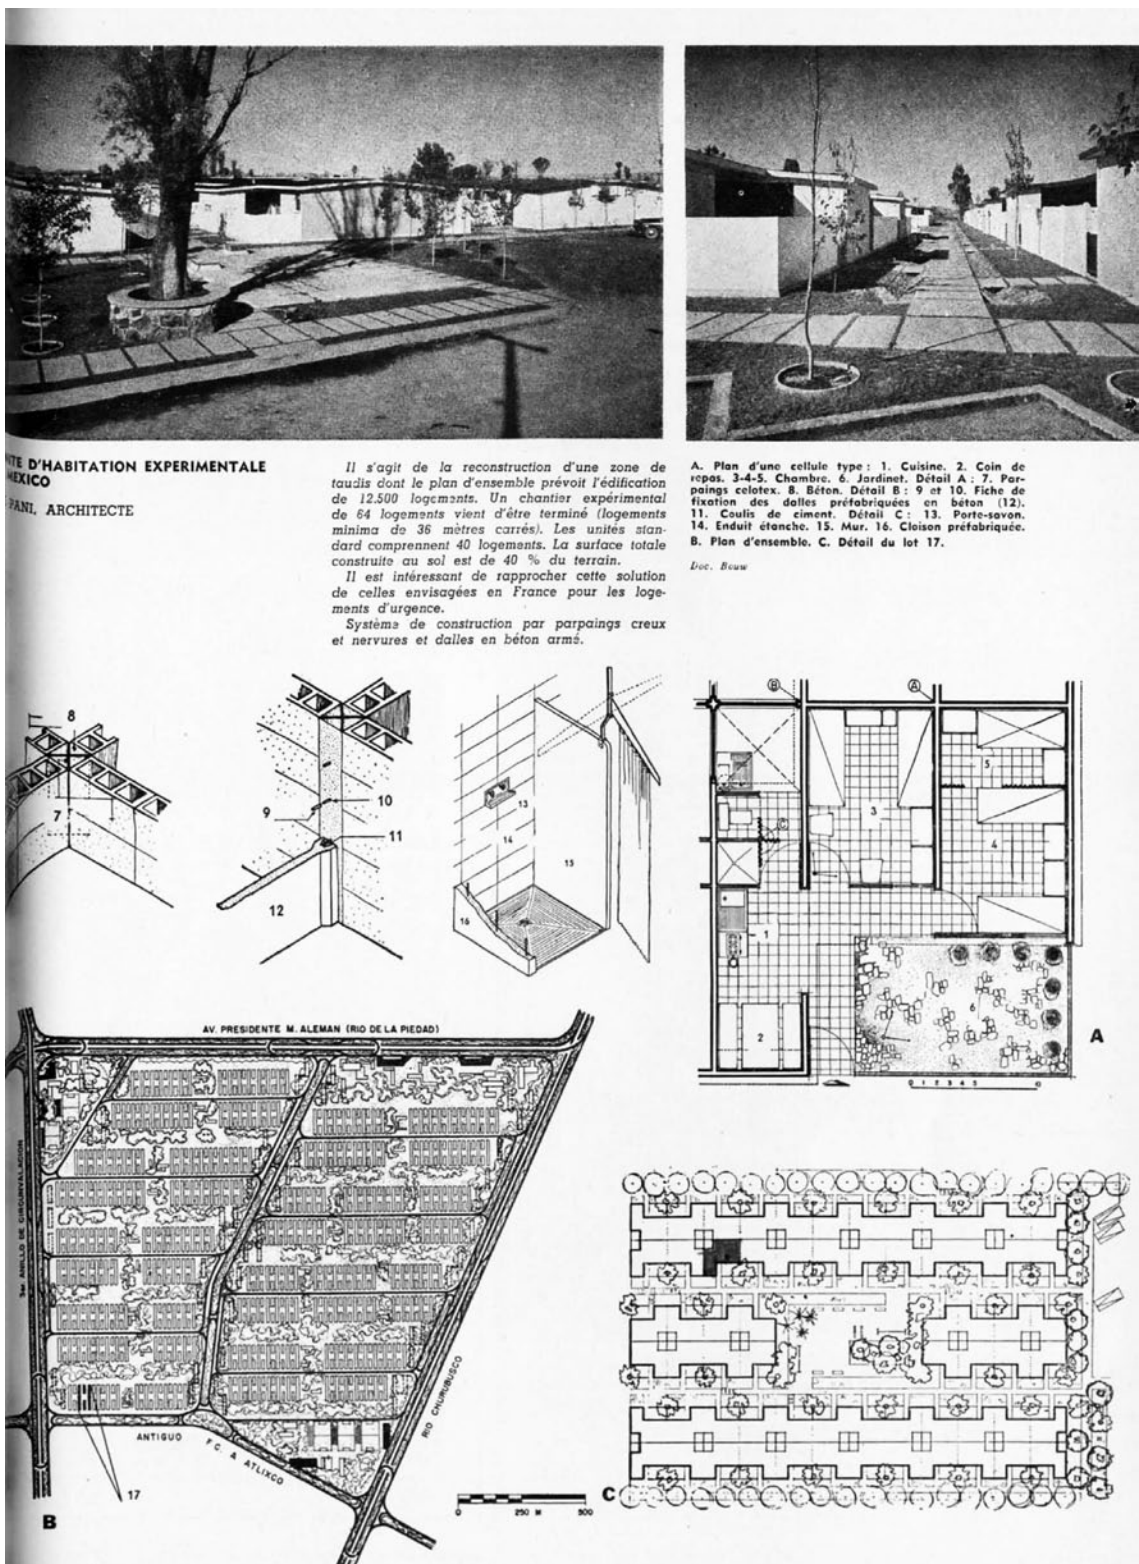 ITE D'HABITATION EXPERIMENTALE
MEXICO
PANI, ARCHITECTE
Il s'agit de la reconstruction d'une zone de
taudis dont le plan d'ensemble prévoit l'édification
de 12.500 logements. Un chantier expérimental
de 64 logements vient d'être terminé (logements
minima de 36 mètres carrés). Les unités stan-
dard comprennent 40 logements. La surface totale
construite au sol est de 40 % du terrain.
Il est intéressant de rapprocher cette solution
de celles envisagées en France pour les loge-
ments d'urgence.
Système de construction par parpaings creux
et nervures et dalles en béton armé.
A. Plan d'une cellule type : 1. Cuisine. 2. Coin de
repas. 3-4-5. Chambre. 6. Jardinet. Détail A : 7. Par-
paings celotex. 8. Béton. Détail B : 9 et 10. Fiche de
fixation des dalles préfabriquées en béton (12).
11. Coulis de ciment. Détail C : 13. Porte-savon.
14. Enduit étanche. 15. Mur. 16. Cloison préfabriquée.
B. Plan d'ensemble. C. Détail du lot 17.
Doc. Bouw
8
7
9
10
11
12
13
14
15
16
B
A
C
5
3
4
1
6
2
A
0 1 2 3 4 5
AV. PRESIDENTE M. ALEMAN (RIO DE LA PIEDAD)
3er ANILLO DE CIRCUNVALACION
RIO CHURUBUSCO
ANTIGUO F.C. A ATLIXCO
17
B
0 250 M 500
C